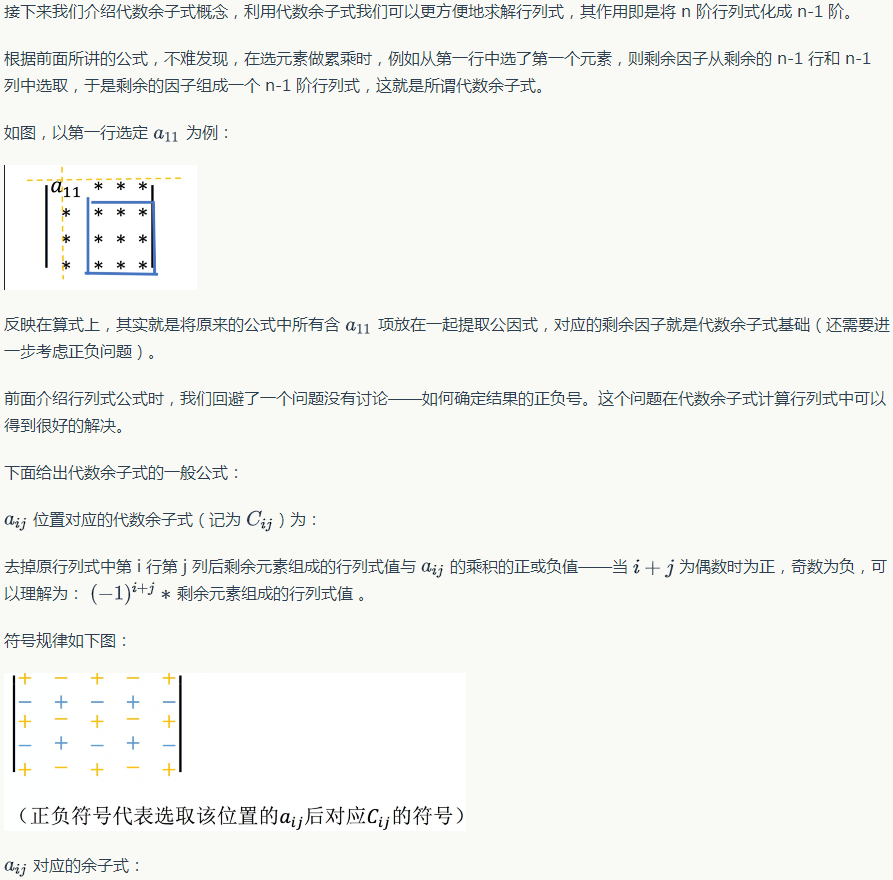 接下来我们介绍代数余子式概念，利用代数余子式我们可以更方便地求解行列式，其作用即是将 n 阶行列式化成 n-1 阶。
根据前面所讲的公式，不难发现，在选元素做累乘时，例如从第一行中选了第一个元素，则剩余因子从剩余的 n-1 行和 n-1
列中选取，于是剩余的因子组成一个 n-1 阶行列式，这就是所谓代数余子式。
如图，以第一行选定 a₁₁ 为例：
a₁₁ * * *
* * * *
* * * *
* * * *
反映在算式上，其实就是将原来的公式中所有含 a₁₁ 项放在一起提取公因式，对应的剩余因子就是代数余子式基础（还需要进
一步考虑正负问题）。
前面介绍行列式公式时，我们回避了一个问题没有讨论——如何确定结果的正负号。这个问题在代数余子式计算行列式中可以
得到很好的解决。
下面给出代数余子式的一般公式：
a_{ij} 位置对应的代数余子式（记为 C_{ij}）为：
去掉原行列式中第 i 行第 j 列后剩余元素组成的行列式值与 a_{ij} 的乘积的正或负值——当 i + j 为偶数时为正，奇数为负，可
以理解为： (−1)^{i+j} * 剩余元素组成的行列式值 。
符号规律如下图：
+ − + − +
− + − + −
+ − + − +
− + − + −
+ − + − +
（正负符号代表选取该位置的a_{ij}后对应C_{ij}的符号）
a_{ij} 对应的余子式：